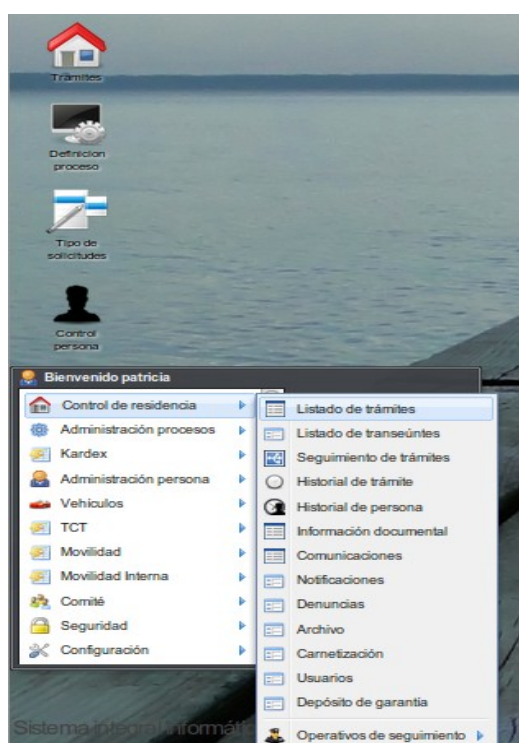 Trámites
Definicion
proceso
Tipo de
solicitudes
Control
persona
Bienvenido patricia
Control de residencia
Administración procesos
Kardex
Administración persona
Vehículos
TCT
Movilidad
Movilidad Interna
Comité
Seguridad
Configuración
Listado de trámites
Listado de transeúntes
Seguimiento de trámites
Historial de trámite
Historial de persona
Información documental
Comunicaciones
Notificaciones
Denuncias
Archivo
Carnetización
Usuarios
Depósito de garantía
Operativos de seguimiento
Sistema integral informátic